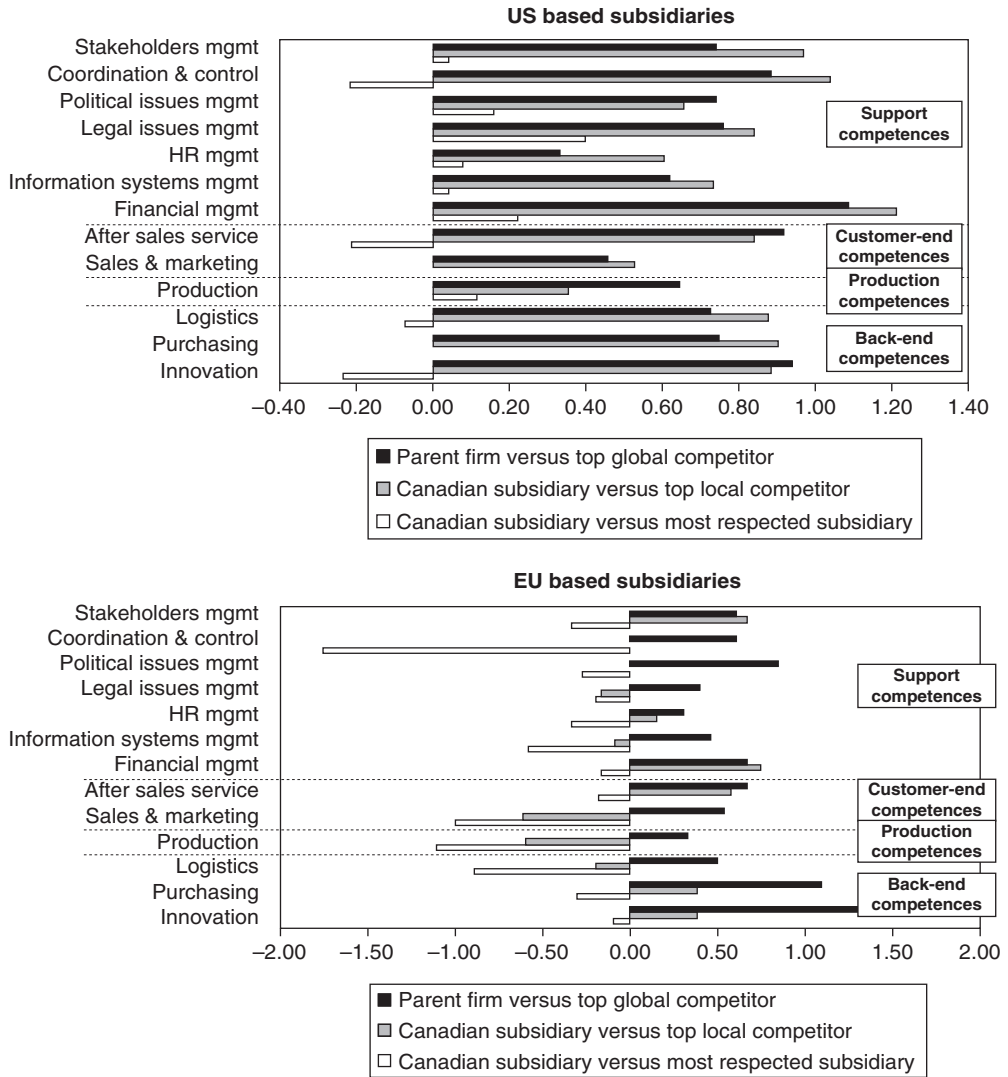 US based subsidiaries
Stakeholders mgmt
Coordination & control
Political issues mgmt
Legal issues mgmt
HR mgmt
Information systems mgmt
Financial mgmt
After sales service
Sales & marketing
Production
Logistics
Purchasing
Innovation
Support
competences
Customer-end
competences
Production
competences
Back-end
competences
–0.40 –0.20 0.00 0.20 0.40 0.60 0.80 1.00 1.20 1.40
Parent firm versus top global competitor
Canadian subsidiary versus top local competitor
Canadian subsidiary versus most respected subsidiary
EU based subsidiaries
Stakeholders mgmt
Coordination & control
Political issues mgmt
Legal issues mgmt
HR mgmt
Information systems mgmt
Financial mgmt
After sales service
Sales & marketing
Production
Logistics
Purchasing
Innovation
Support
competences
Customer-end
competences
Production
competences
Back-end
competences
–2.00 –1.50 –1.00 –0.50 0.00 0.50 1.00 1.50 2.00
Parent firm versus top global competitor
Canadian subsidiary versus top local competitor
Canadian subsidiary versus most respected subsidiary